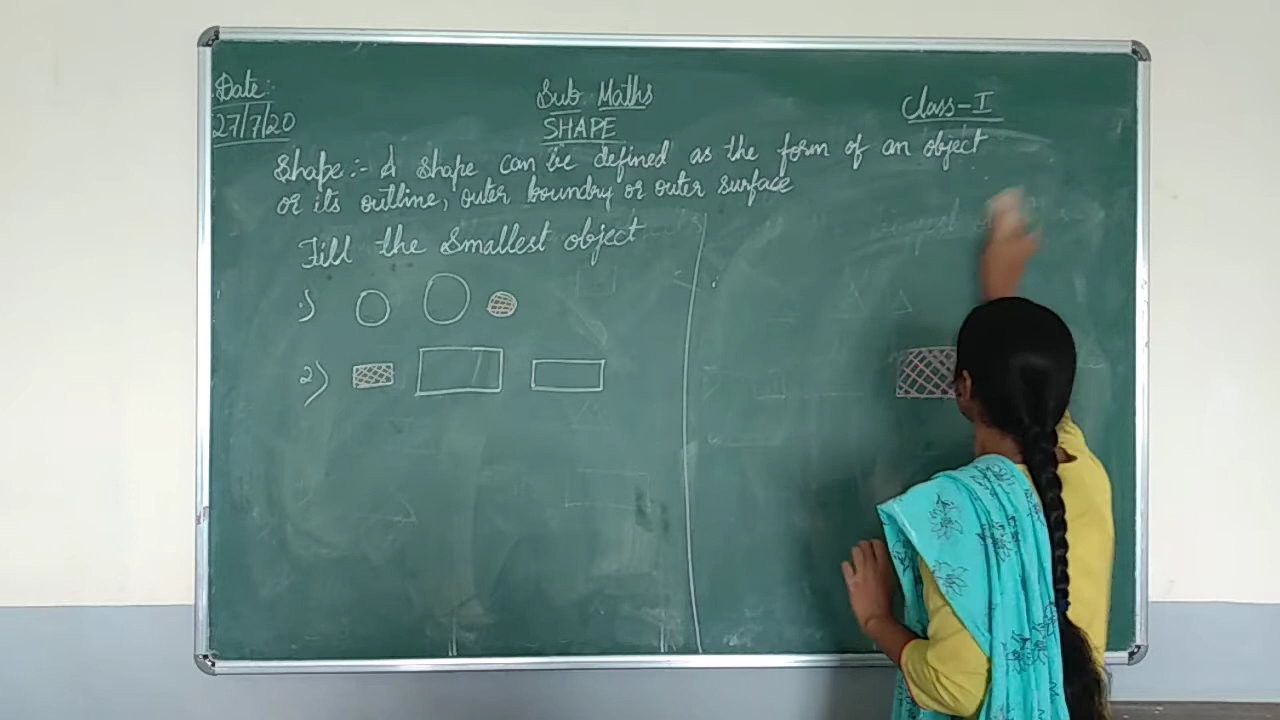 Date:
27/7/20
Sub Maths
SHAPE
Class-I
Shape:- A shape can be defined as the form of an object
or its outline, outer boundry or outer surface
Fill the Smallest object
1)
2)